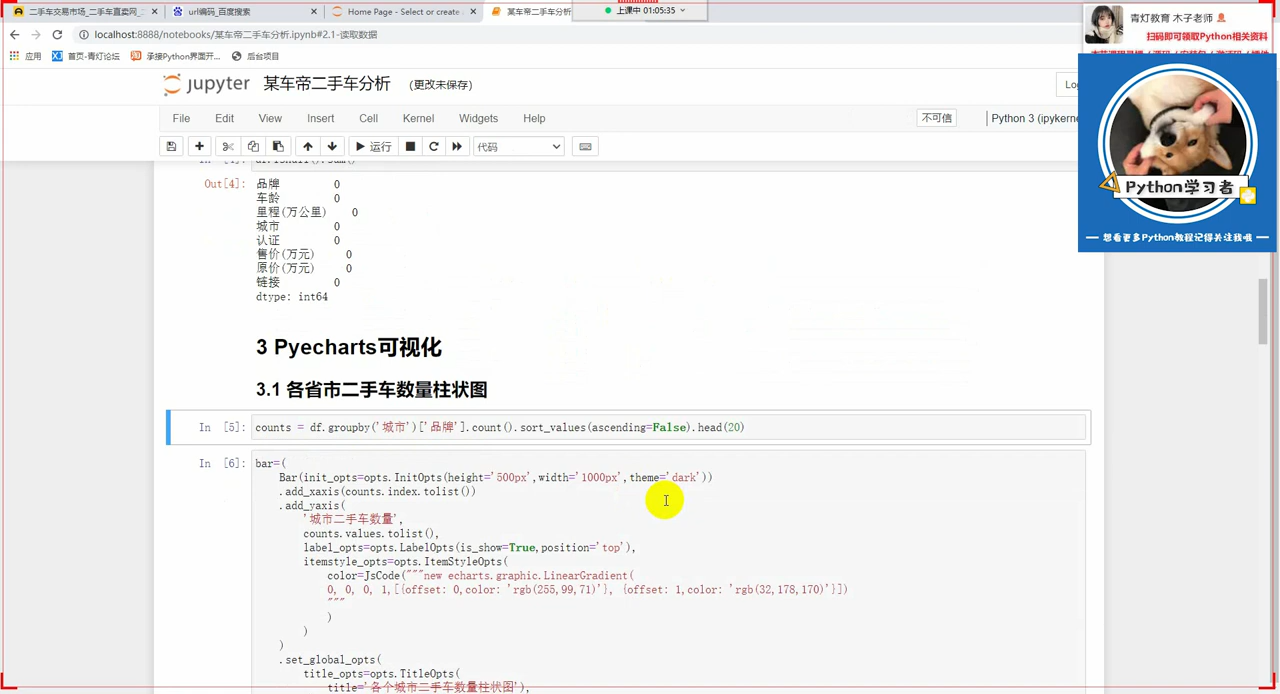 二手车交易市场_二手车直卖网_
url编码_百度搜索
Home Page - Select or create
某车帝二手车分析
上课中 01:05:35
青灯教育 木子老师
扫码即可领取Python相关资料
localhost:8888/notebooks/某车帝二手车分析.ipynb#2.1-读取数据
应用
首页-青灯论坛
承接Python界面开...
后台项目
jupyter 某车帝二手车分析 (更改未保存)
File Edit View Insert Cell Kernel Widgets Help
不可信
Python 3 (ipykerne
运行
代码
Out[4]: 品牌 0
车龄 0
里程(万公里) 0
城市 0
认证 0
售价(万元) 0
原价(万元) 0
链接 0
dtype: int64
Python学习者
想看更多Python教程记得关注我哦
3 Pyecharts可视化
3.1 各省市二手车数量柱状图
In [5]: counts = df.groupby('城市')['品牌'].count().sort_values(ascending=False).head(20)
In [6]: bar=(
Bar(init_opts=opts.InitOpts(height='500px',width='1000px',theme='dark'))
.add_xaxis(counts.index.tolist())
.add_yaxis(
'城市二手车数量',
counts.values.tolist(),
label_opts=opts.LabelOpts(is_show=True,position='top'),
itemstyle_opts=opts.ItemStyleOpts(
color=JsCode("""new echarts.graphic.LinearGradient(
0, 0, 0, 1,[{offset: 0,color: 'rgb(255,99,71)'}, {offset: 1,color: 'rgb(32,178,170)'}])
"""
)
)
)
.set_global_opts(
title_opts=opts.TitleOpts(
title='各个城市二手车数量柱状图'),